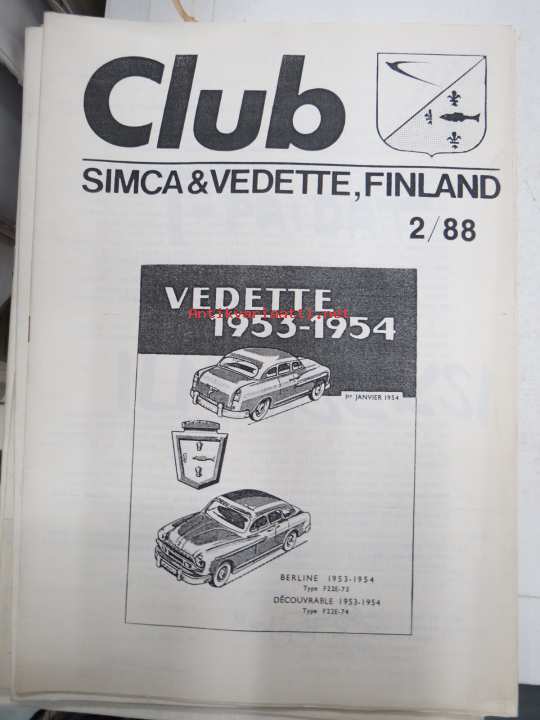 Club
SIMCA&VEDETTE, FINLAND
2/88
VEDETTE
Antikvariaatti.net
1953-1954
1er JANVIER 1954
BERLINE 1953-1954
Type F22E-73
DÉCOUVRABLE 1953-1954
Type F22E-74